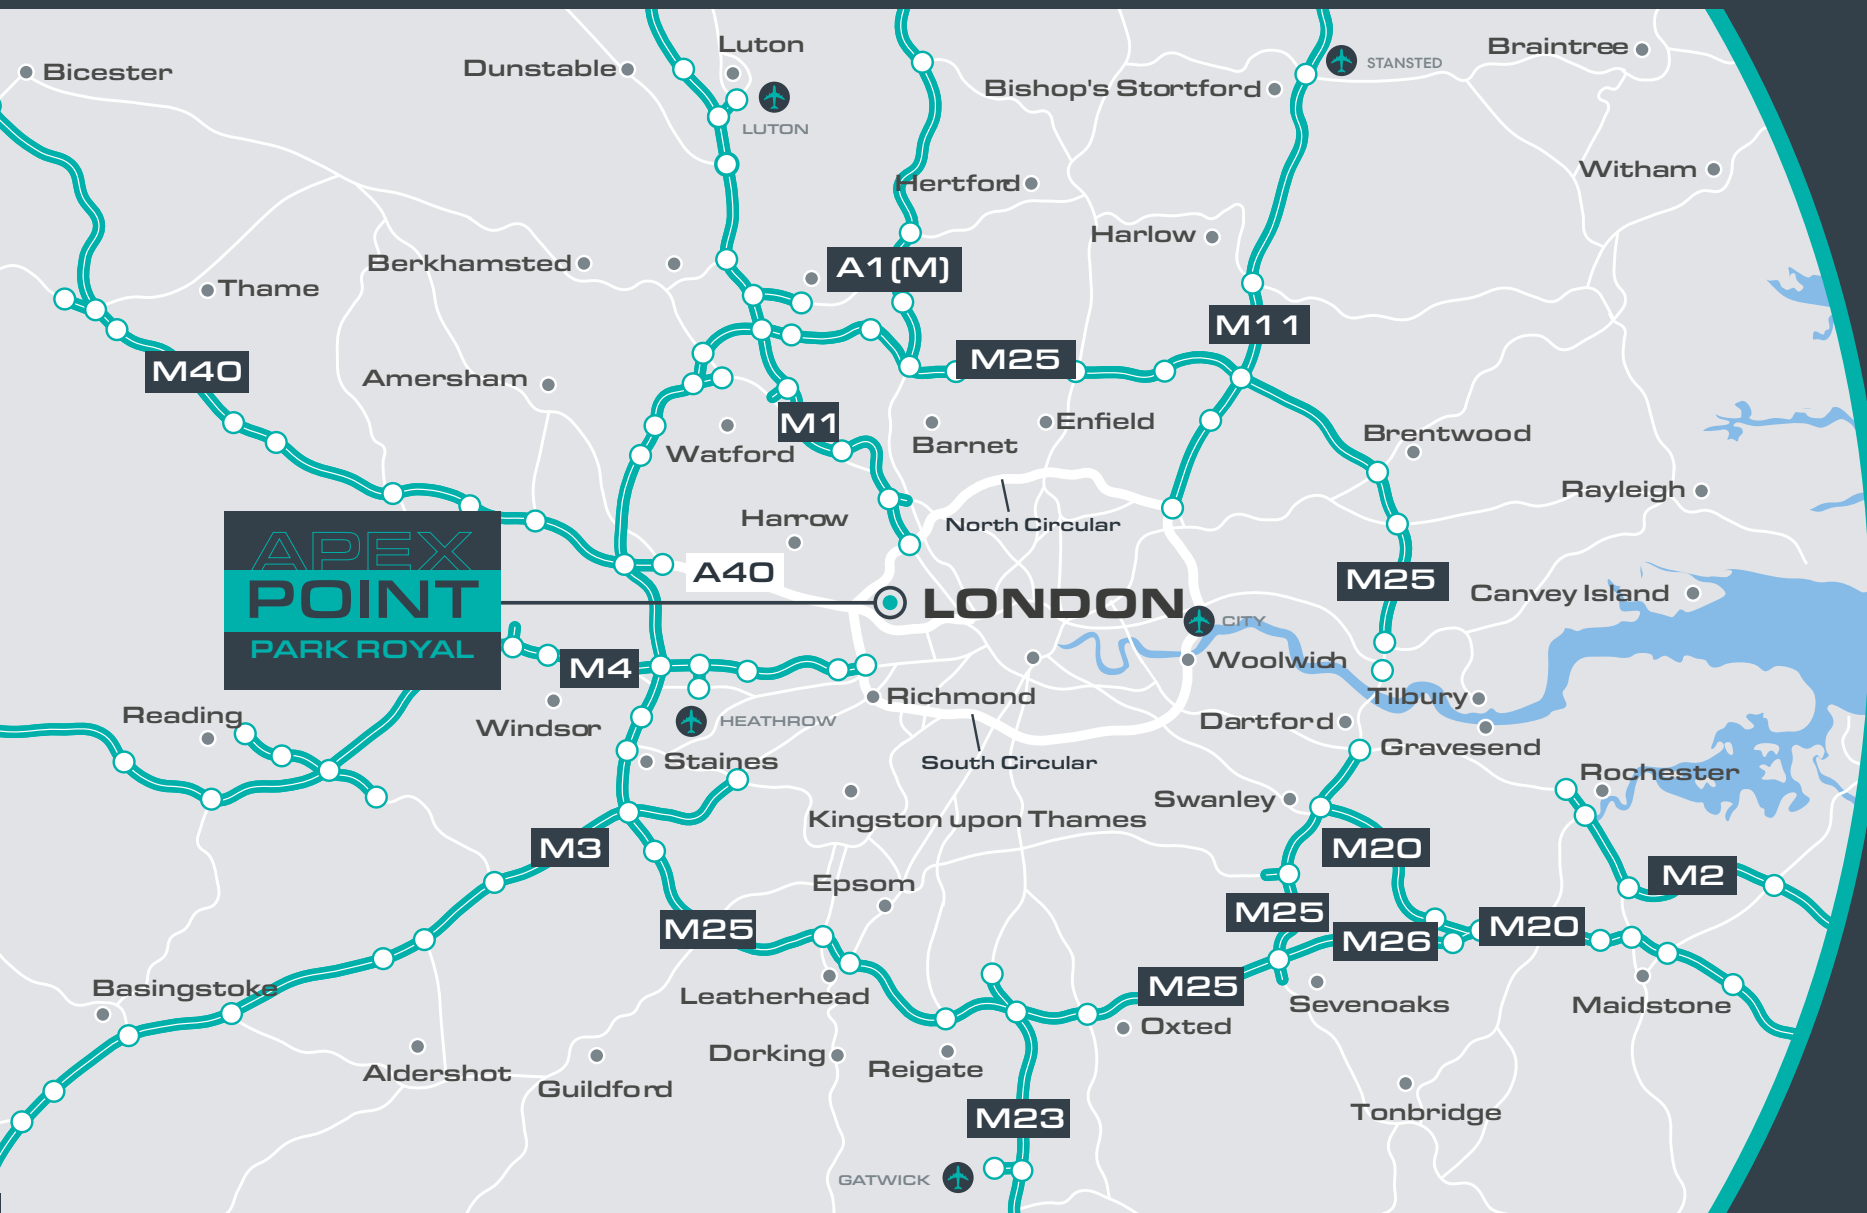 Luton
Braintree
Bicester
Dunstable
STANSTED
Bishop's Stortford
LUTON
Witham
Hertford
Harlow
Berkhamsted
A1(M)
Thame
M11
M25
M40
Amersham
M1
Enfield
Brentwood
Barnet
Watford
Rayleigh
Harrow
North Circular
APEX
POINT
PARK ROYAL
A40
M25
Canvey Island
LONDON
CITY
M4
Woolwich
Richmond
Tilbury
Reading
Windsor
HEATHROW
Dartford
Gravesend
Staines
South Circular
Rochester
Swanley
Kingston upon Thames
M3
M20
M2
Epsom
M25
M25
M26
M20
Basingstoke
Leatherhead
M25
Sevenoaks
Maidstone
Oxted
Dorking
Reigate
Aldershot
Guildford
M23
Tonbridge
GATWICK